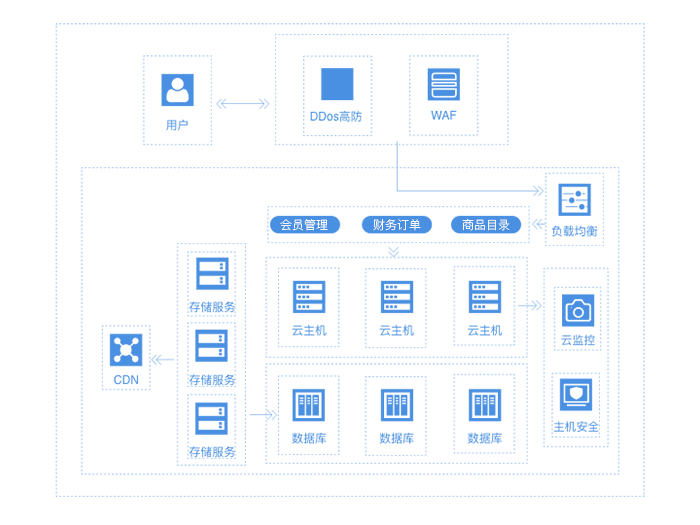 用户
DDos高防
WAF
负载均衡
会员管理
财务订单
商品目录
存储服务
存储服务
存储服务
云主机
云主机
云主机
云监控
CDN
数据库
数据库
数据库
主机安全